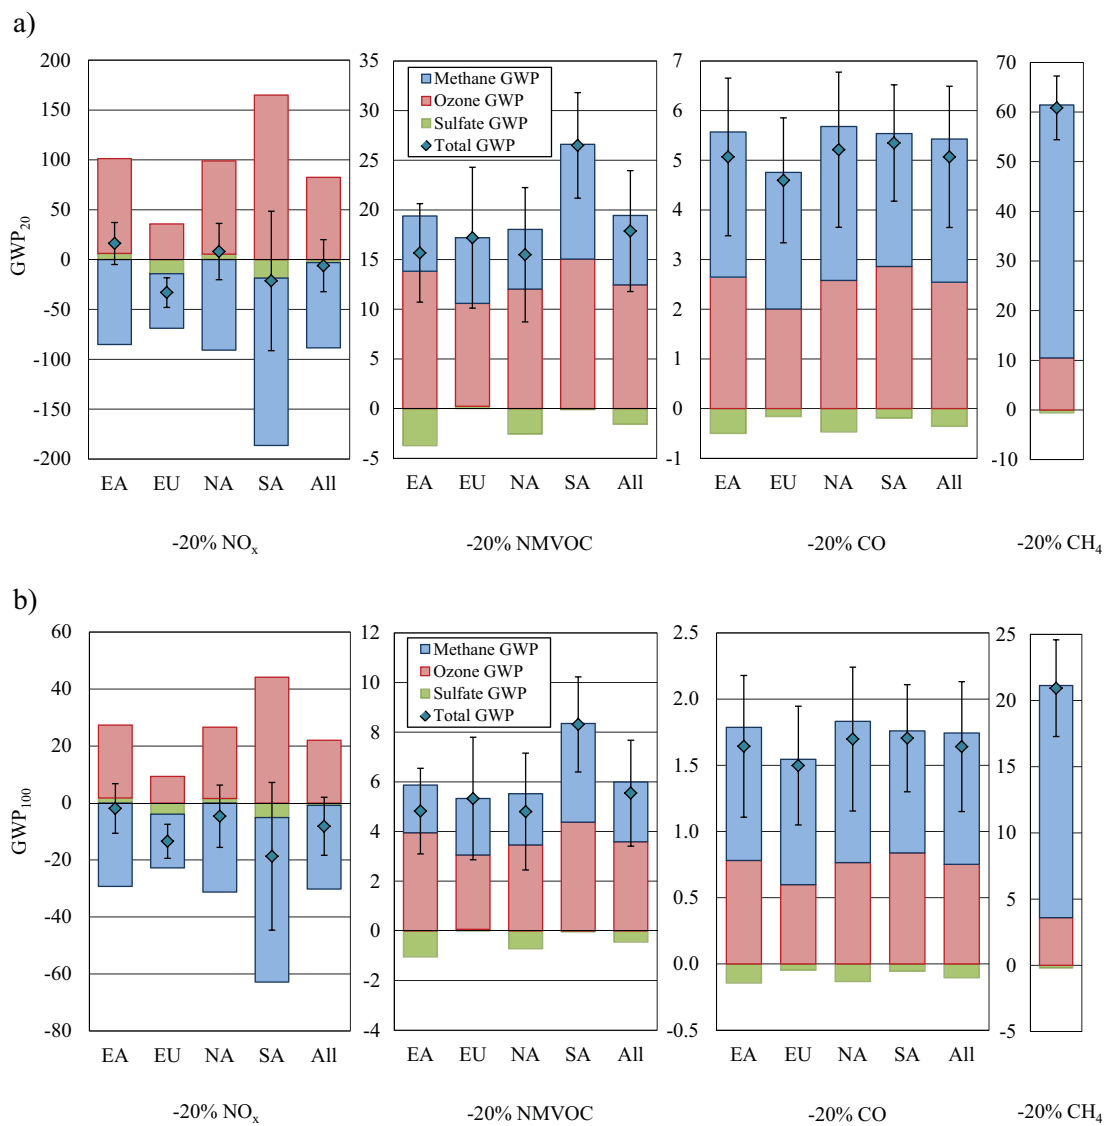 a)
GWP20
200
150
100
50
0
-50
-100
-150
-200
EA EU NA SA All
-20% NOx
35
30
25
20
15
10
5
0
-5
Methane GWP
Ozone GWP
Sulfate GWP
Total GWP
EA EU NA SA All
-20% NMVOC
7
6
5
4
3
2
1
0
-1
EA EU NA SA All
-20% CO
70
60
50
40
30
20
10
0
-10
-20% CH4
b)
GWP100
60
40
20
0
-20
-40
-60
-80
EA EU NA SA All
-20% NOx
12
10
8
6
4
2
0
-2
-4
Methane GWP
Ozone GWP
Sulfate GWP
Total GWP
EA EU NA SA All
-20% NMVOC
2.5
2.0
1.5
1.0
0.5
0.0
-0.5
EA EU NA SA All
-20% CO
25
20
15
10
5
0
-5
-20% CH4